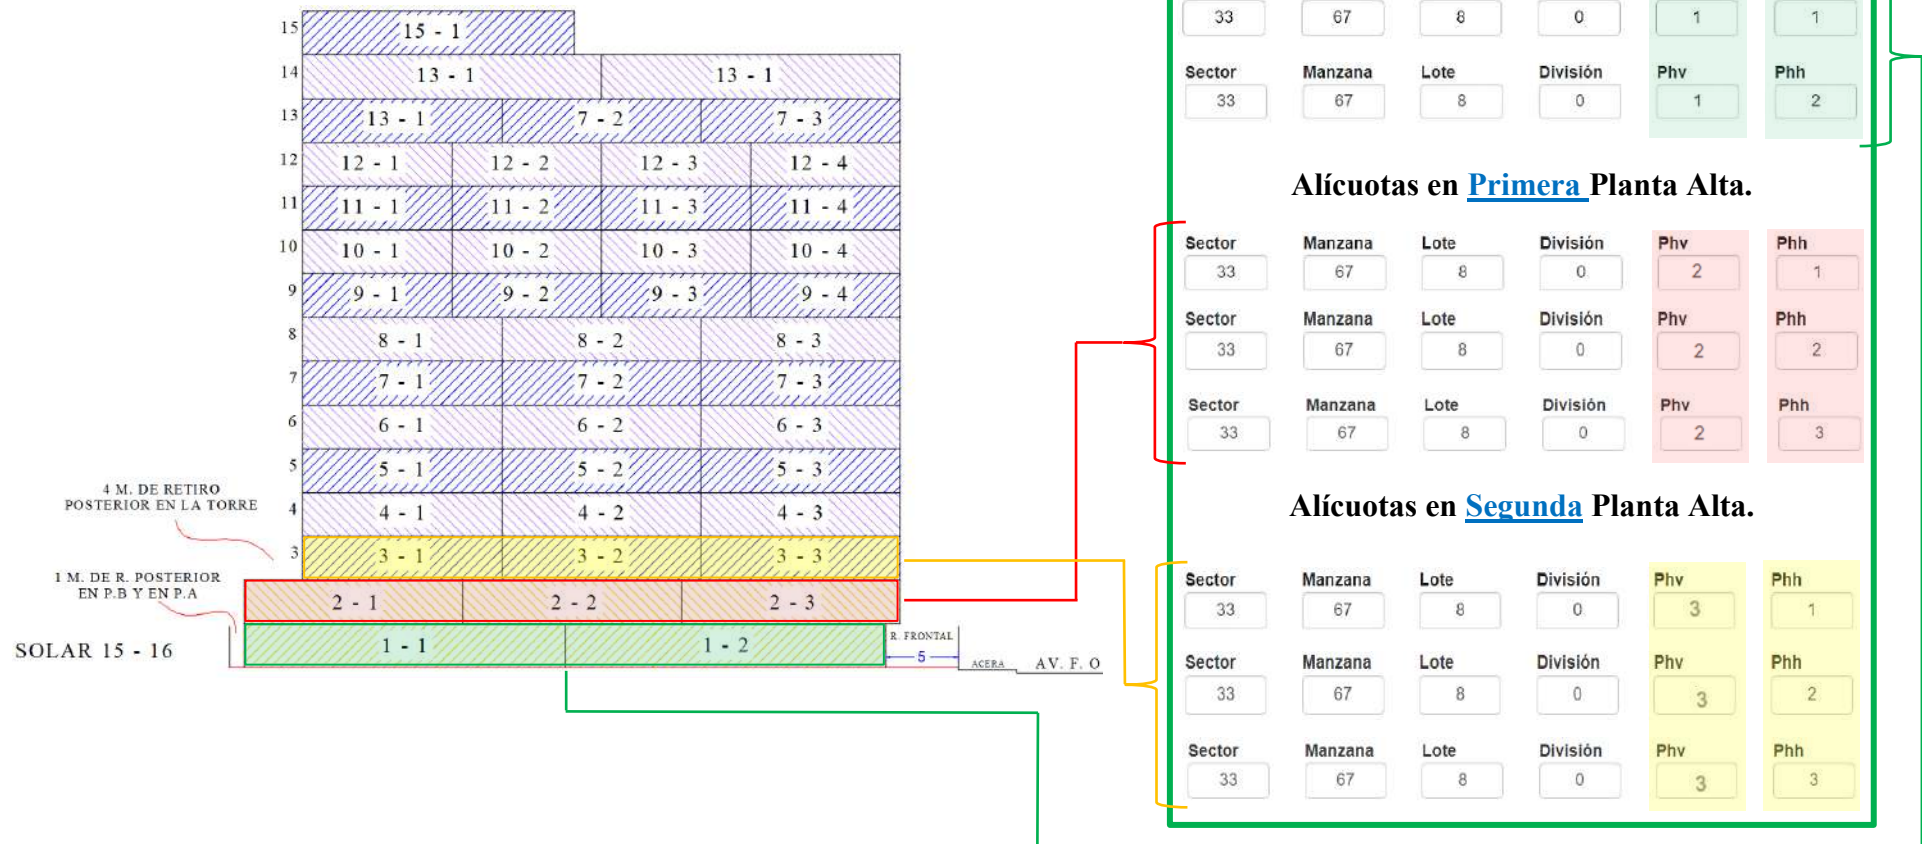 15 15 - 1
14 13 - 1 13 - 1
13 13 - 1 7 - 2 7 - 3
12 12 - 1 12 - 2 12 - 3 12 - 4
11 11 - 1 11 - 2 11 - 3 11 - 4
10 10 - 1 10 - 2 10 - 3 10 - 4
9 9 - 1 9 - 2 9 - 3 9 - 4
8 8 - 1 8 - 2 8 - 3
7 7 - 1 7 - 2 7 - 3
6 6 - 1 6 - 2 6 - 3
5 5 - 1 5 - 2 5 - 3
4 4 - 1 4 - 2 4 - 3
3 3 - 1 3 - 2 3 - 3
2 - 1 2 - 2 2 - 3
1 - 1 1 - 2
4 M. DE RETIRO
POSTERIOR EN LA TORRE
1 M. DE R. POSTERIOR
EN P.B Y EN P.A
SOLAR 15 - 16
R. FRONTAL
5
ACERA
AV. F. O
33 67 8 0 1 1
Sector Manzana Lote División Phv Phh
33 67 8 0 1 2
Alícuotas en Primera Planta Alta.
Sector Manzana Lote División Phv Phh
33 67 8 0 2 1
Sector Manzana Lote División Phv Phh
33 67 8 0 2 2
Sector Manzana Lote División Phv Phh
33 67 8 0 2 3
Alícuotas en Segunda Planta Alta.
Sector Manzana Lote División Phv Phh
33 67 8 0 3 1
Sector Manzana Lote División Phv Phh
33 67 8 0 3 2
Sector Manzana Lote División Phv Phh
33 67 8 0 3 3